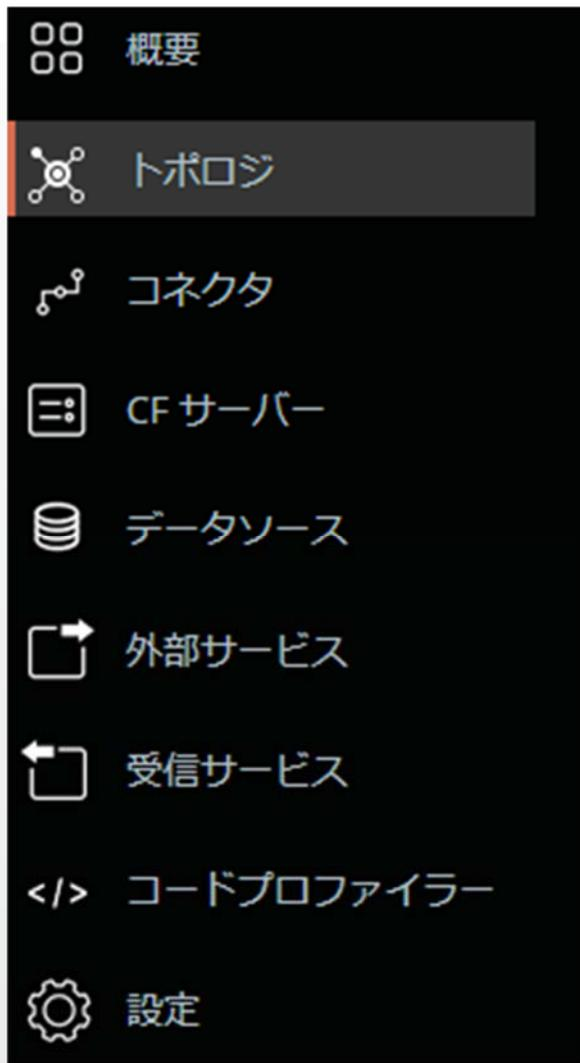 概要
トポロジ
コネクタ
CF サーバー
データソース
外部サービス
受信サービス
コードプロファイラー
設定